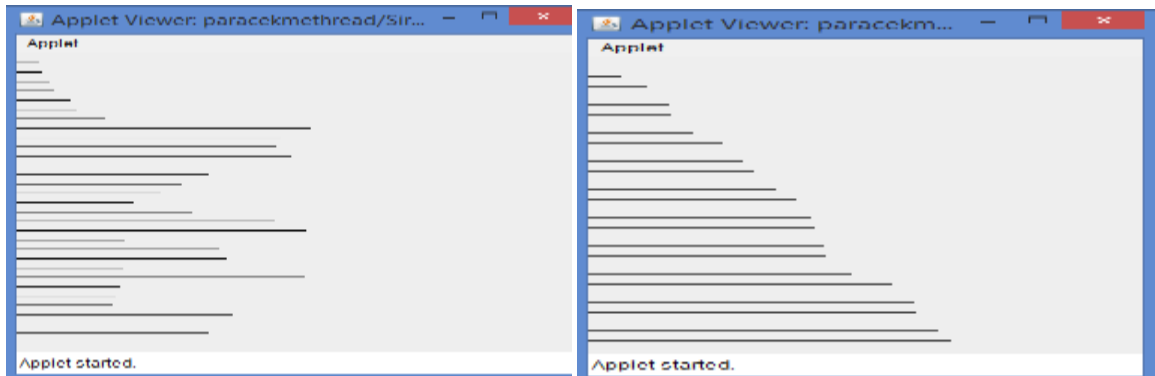 Applet Viewer: paracekmethread/Sir...
Applet
Applet started.
Applet Viewer: paracekm...
Applet
Applet started.